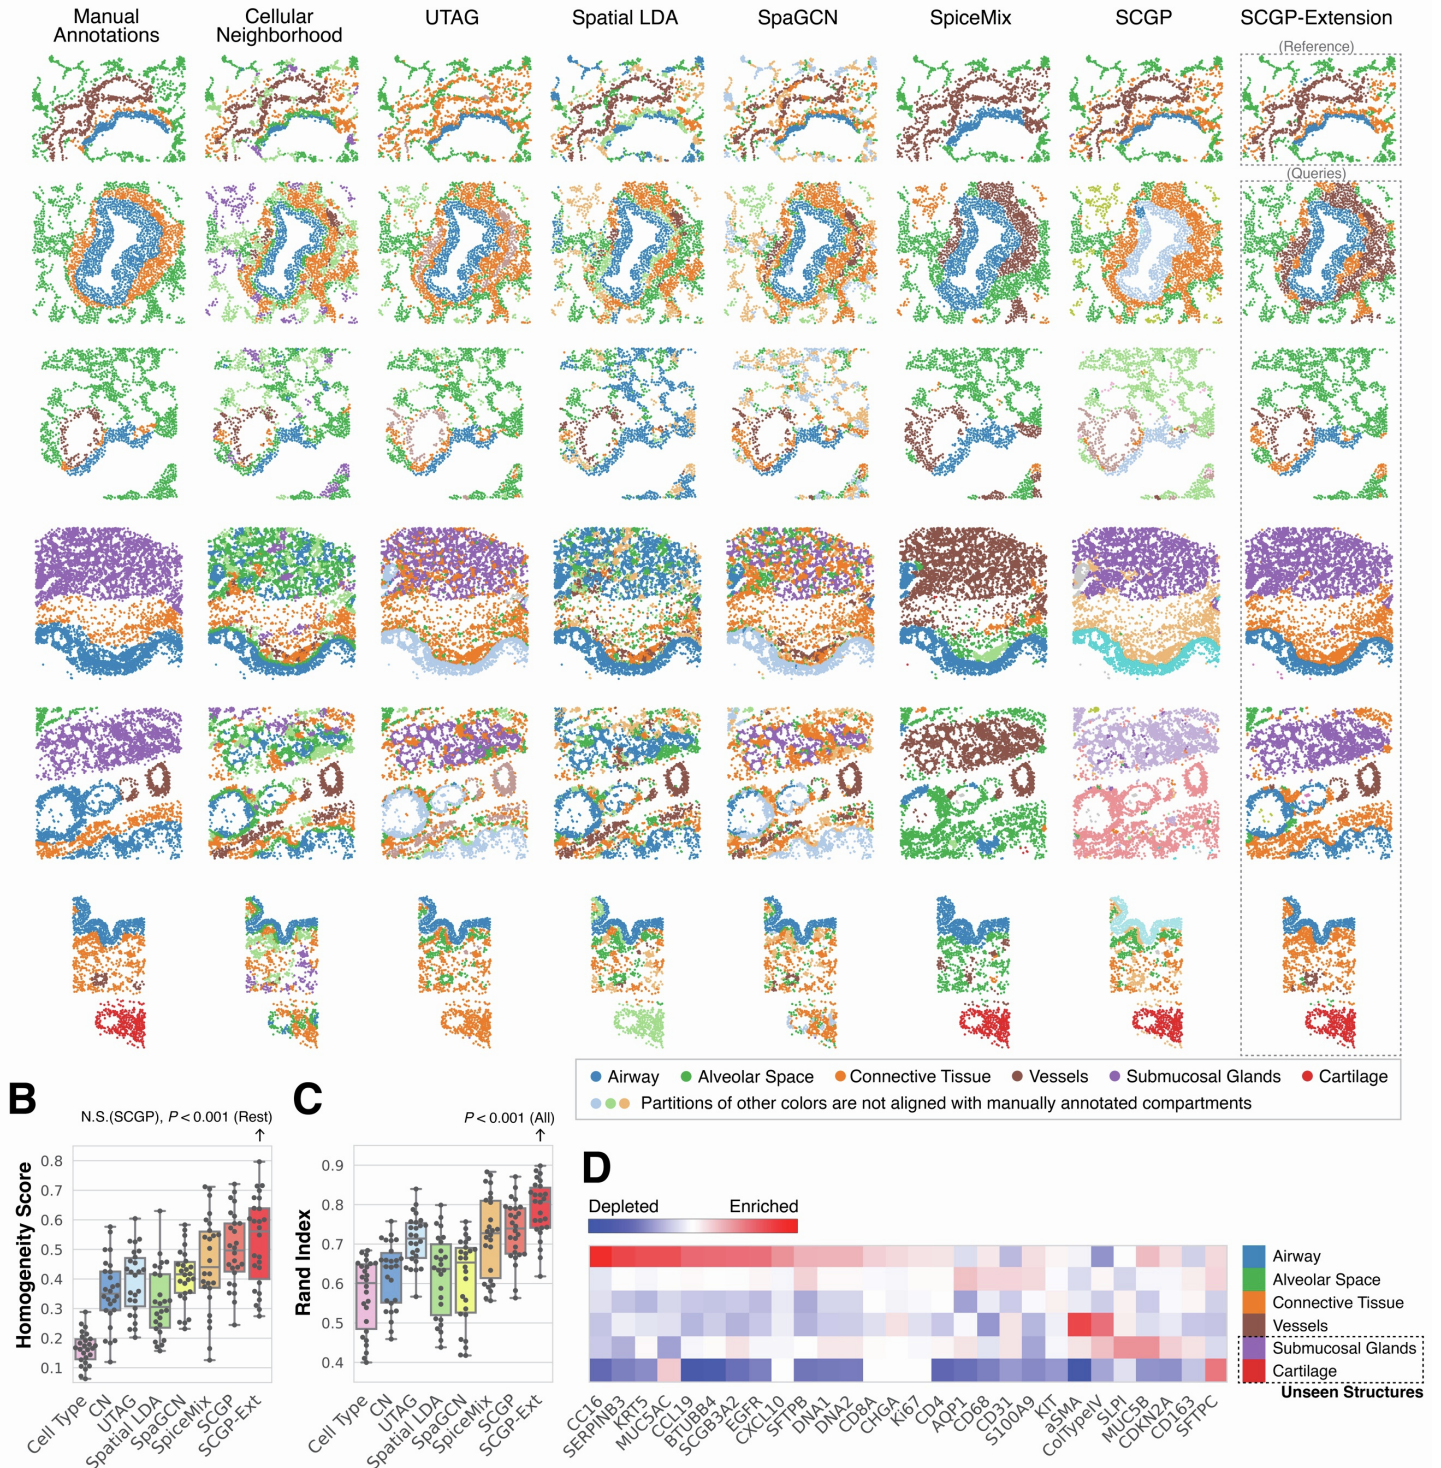 Manual Annotations
Cellular Neighborhood
UTAG
Spatial LDA
SpaGCN
SpiceMix
SCGP
SCGP-Extension
(Reference)
(Queries)
Airway
Alveolar Space
Connective Tissue
Vessels
Submucosal Glands
Cartilage
Partitions of other colors are not aligned with manually annotated compartments
B
N.S.(SCGP), P < 0.001 (Rest)
↑
Homogeneity Score
0.8
0.7
0.6
0.5
0.4
0.3
0.2
0.1
Cell Type
CN
UTAG
Spatial LDA
SpaGCN
SpiceMix
SCGP
SCGP-Ext
C
P < 0.001 (All)
↑
Rand Index
0.9
0.8
0.7
0.6
0.5
0.4
Cell Type
CN
UTAG
Spatial LDA
SpaGCN
SpiceMix
SCGP
SCGP-Ext
D
Depleted
Enriched
Airway
Alveolar Space
Connective Tissue
Vessels
Submucosal Glands
Cartilage
Unseen Structures
CC16
SERPINB3
KRT5
MUC5AC
CCL19
BTUBB4
SCGB3A2
EGFR
CXCL10
SFTPB
DNA1
DNA2
CD8A
CHGA
Ki67
CD4
AQP1
CD68
CD31
S100A9
KIT
aSMA
ColTypeIV
SLPI
MUC5B
CDKN2A
CD163
SFTPC